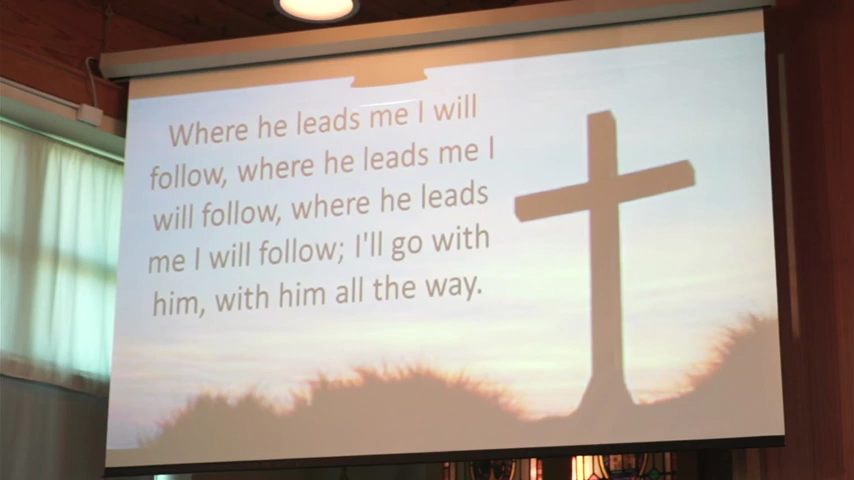 Where he leads me I will
follow, where he leads me I
will follow, where he leads
me I will follow; I'll go with
him, with him all the way.